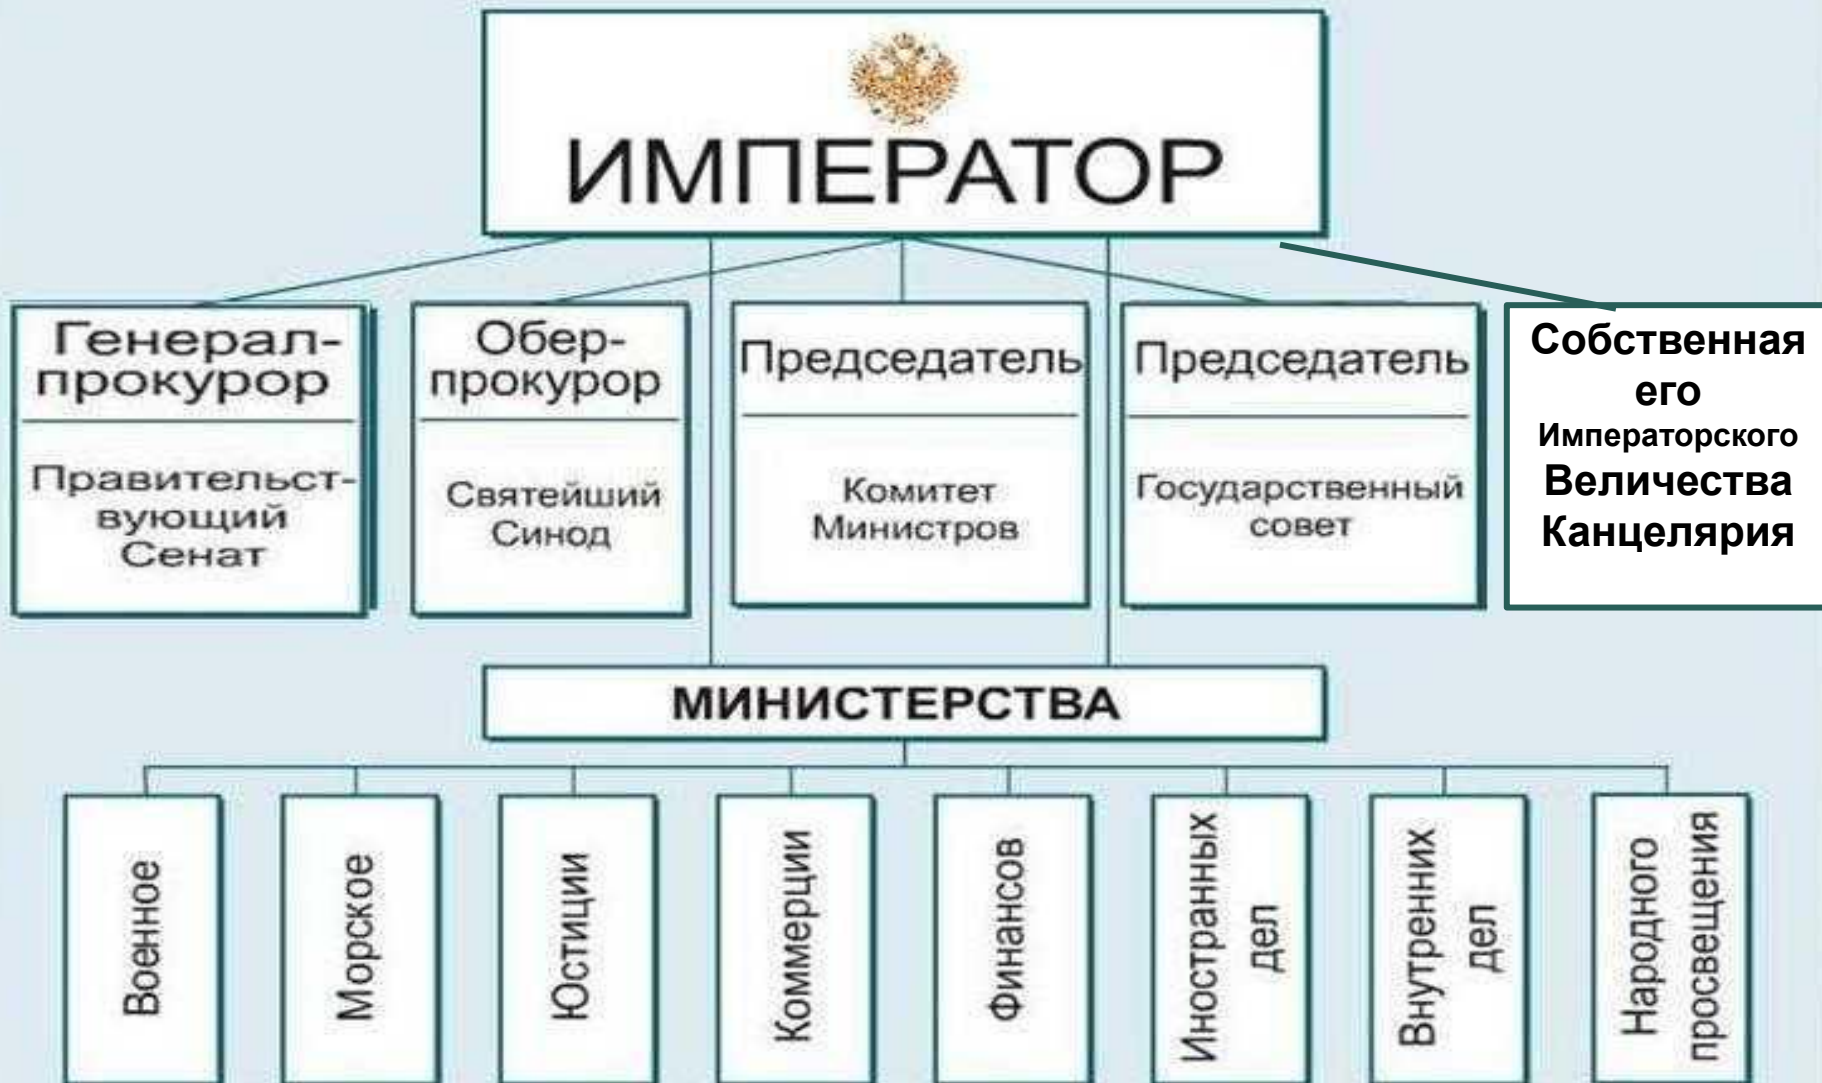 ИМПЕРАТОР
Генерал-
прокурор
Правительст-
вующий
Сенат
Обер-
прокурор
Святейший
Синод
Председатель
Комитет
Министров
Председатель
Государственный
совет
Собственная
его
Императорского
Величества
Канцелярия
МИНИСТЕРСТВА
Военное
Морское
Юстиции
Коммерции
Финансов
Иностранных
дел
Внутренних
дел
Народного
просвещения